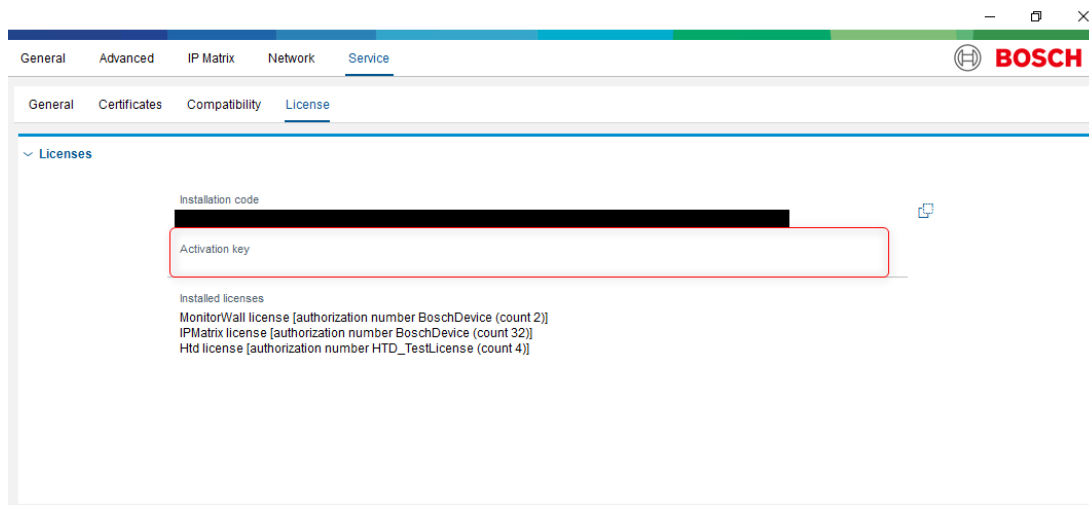 General Advanced IP Matrix Network Service BOSCH
General Certificates Compatibility License
Licenses
Installation code
Activation key
Installed licenses
MonitorWall license [authorization number BoschDevice (count 2)]
IPMatrix license [authorization number BoschDevice (count 32)]
Htd license [authorization number HTD_TestLicense (count 4)]